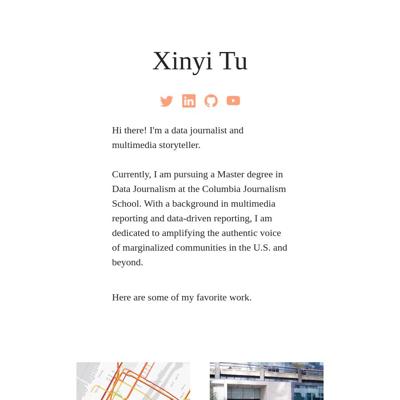 Xinyi Tu
Hi there! I'm a data journalist and
multimedia storyteller.
Currently, I am pursuing a Master degree in
Data Journalism at the Columbia Journalism
School. With a background in multimedia
reporting and data-driven reporting, I am
dedicated to amplifying the authentic voice
of marginalized communities in the U.S. and
beyond.
Here are some of my favorite work.